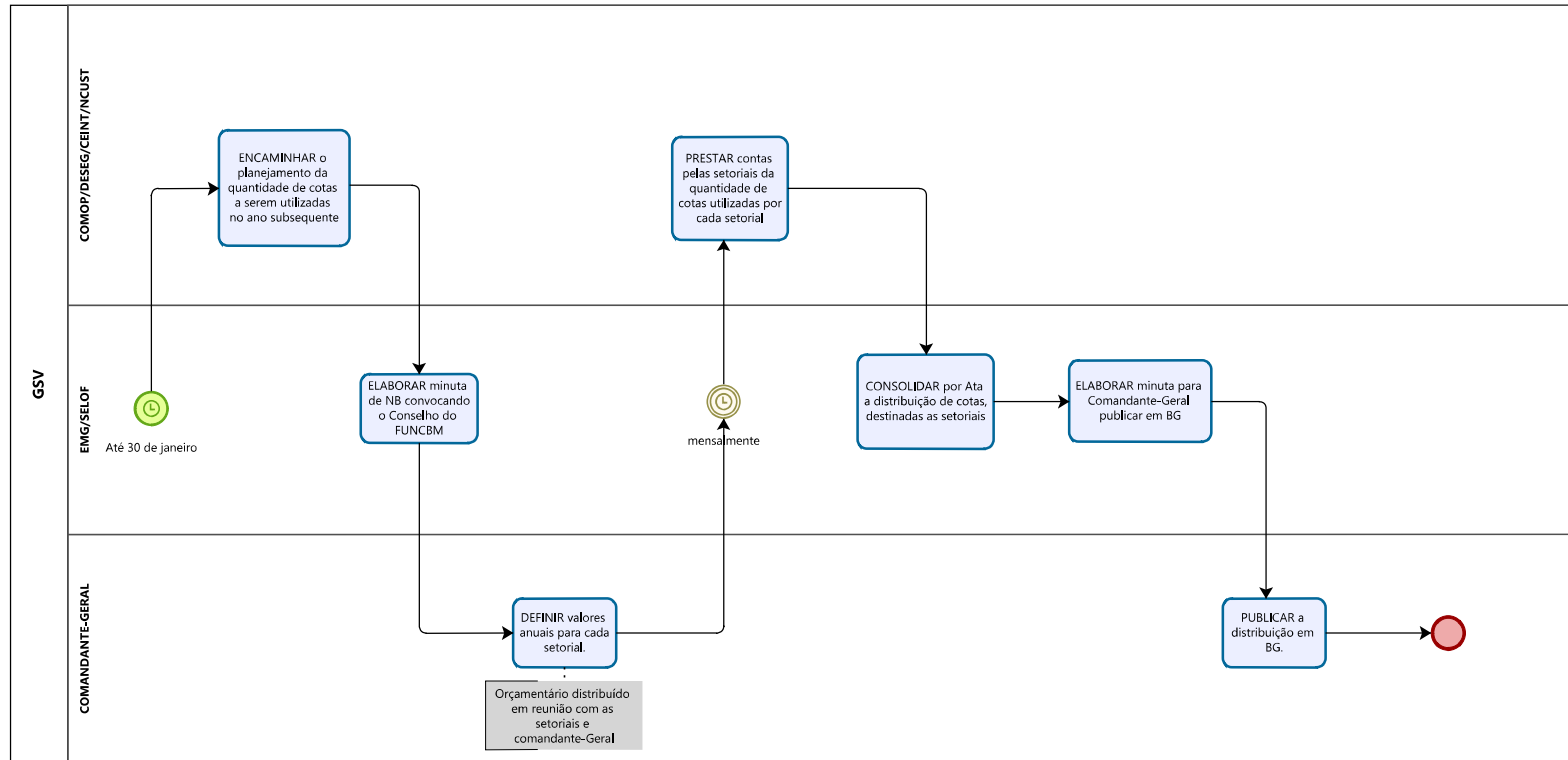 GSV
COMOP/DESEG/CEINT/NCUST
ENCAMINHAR o
planejamento da
quantidade de cotas
a serem utilizadas
no ano subsequente
PRESTAR contas
pelas setoriais da
quantidade de
cotas utilizadas por
cada setorial
EMG/SELOF
Até 30 de janeiro
ELABORAR minuta
de NB convocando
o Conselho do
FUNCBM
mensalmente
CONSOLIDAR por Ata
a distribuição de cotas,
destinadas as setoriais
ELABORAR minuta para
Comandante-Geral
publicar em BG
COMANDANTE-GERAL
DEFINIR valores
anuais para cada
setorial.
Orçamentário distribuído
em reunião com as
setoriais e
comandante-Geral
PUBLICAR a
distribuição em
BG.